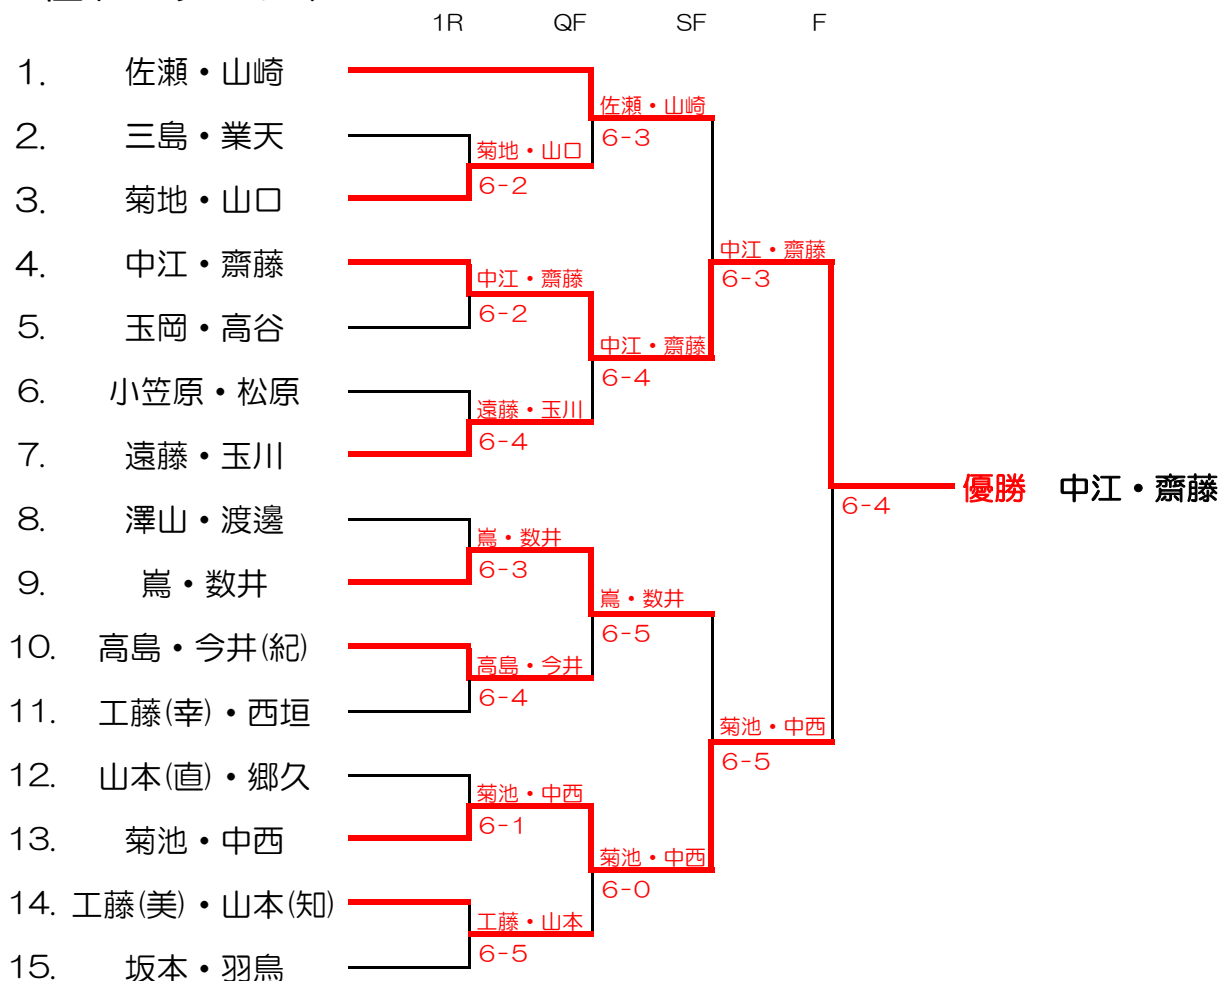 1R QF SF F
1. 佐瀬・山崎
佐瀬・山崎
6-3
2. 三島・業天
菊地・山口
6-2
3. 菊地・山口
4. 中江・齋藤
中江・齋藤
6-3
中江・齋藤
6-2
5. 玉岡・高谷
中江・齋藤
6-4
6. 小笠原・松原
遠藤・玉川
6-4
7. 遠藤・玉川
優勝 中江・齋藤
6-4
8. 澤山・渡邊
嶌・数井
6-3
9. 嶌・数井
嶌・数井
6-5
10. 高島・今井(紀)
高島・今井
6-4
11. 工藤(幸)・西垣
菊池・中西
6-5
12. 山本(直)・郷久
菊池・中西
6-1
13. 菊池・中西
菊池・中西
6-0
14. 工藤(美)・山本(知)
工藤・山本
6-5
15. 坂本・羽鳥